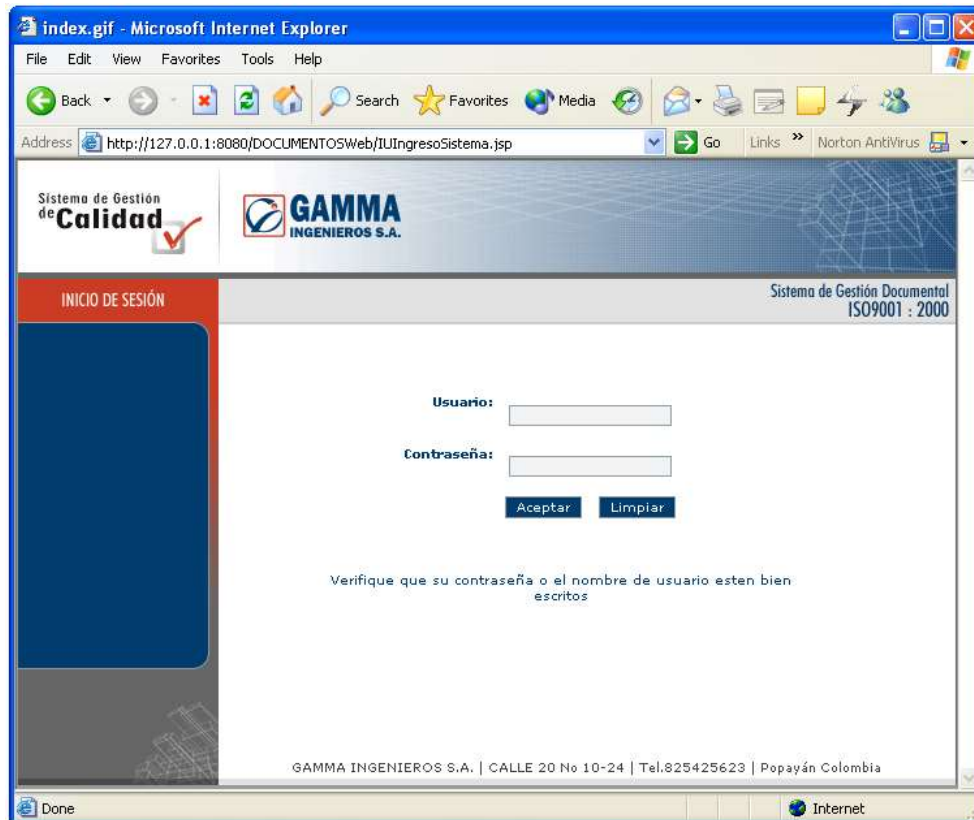 index.gif - Microsoft Internet Explorer
File Edit View Favorites Tools Help
Back Search Favorites Media
Address http://127.0.0.1:8080/DOCUMENTOSWeb/IUIngresoSistema.jsp Go Links » Norton AntiVirus
Sistema de Gestión
de Calidad
GAMMA
INGENIEROS S.A.
INICIO DE SESIÓN
Sistema de Gestión Documental
ISO9001 : 2000
Usuario:
Contraseña:
Aceptar Limpiar
Verifique que su contraseña o el nombre de usuario esten bien
escritos
GAMMA INGENIEROS S.A. | CALLE 20 No 10-24 | Tel.825425623 | Popayán Colombia
Done Internet